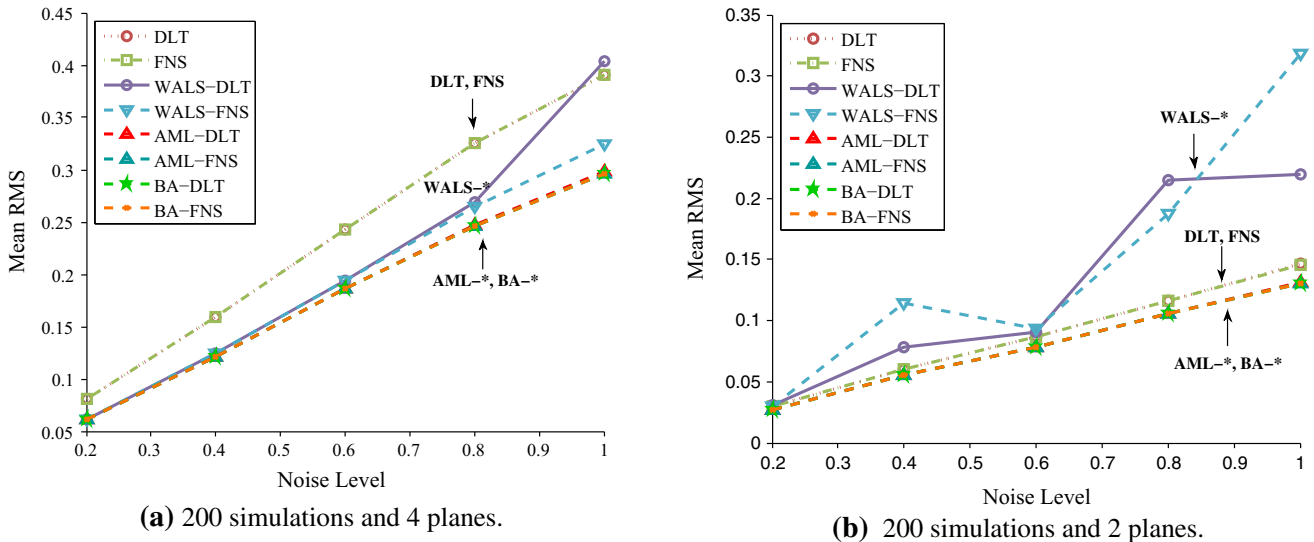 0.45
0.4
0.35
0.3
0.25
0.2
0.15
0.1
0.05
Mean RMS
DLT
FNS
WALS−DLT
WALS−FNS
AML−DLT
AML−FNS
BA−DLT
BA−FNS
DLT, FNS
WALS−*
AML−*, BA−*
0.2 0.3 0.4 0.5 0.6 0.7 0.8 0.9 1
Noise Level
(a) 200 simulations and 4 planes.
0.35
0.3
0.25
0.2
0.15
0.1
0.05
0
Mean RMS
DLT
FNS
WALS−DLT
WALS−FNS
AML−DLT
AML−FNS
BA−DLT
BA−FNS
WALS−*
DLT, FNS
AML−*, BA−*
0.2 0.3 0.4 0.5 0.6 0.7 0.8 0.9 1
Noise Level
(b) 200 simulations and 2 planes.